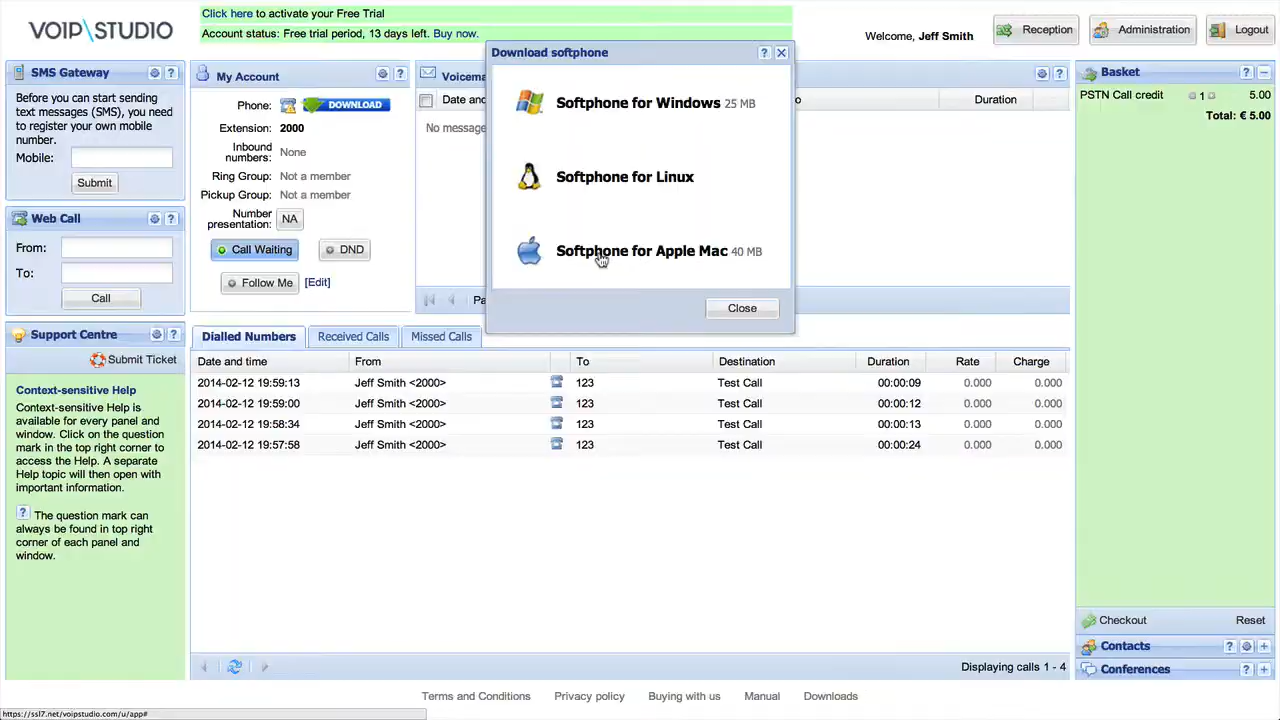 VOIP\STUDIO
Click here to activate your Free Trial
Account status: Free trial period, 13 days left. Buy now.
Welcome, Jeff Smith
Reception
Administration
Logout
SMS Gateway
Before you can start sending
text messages (SMS), you
need to register your own mobile
number.
Mobile:
Submit
Web Call
From:
To:
Call
Support Centre
Submit Ticket
Context-sensitive Help
Context-sensitive Help is
available for every panel and
window. Click on the question
mark in the top right corner to
access the Help. A separate
Help topic will then open with
important information.
? The question mark can
always be found in top right
corner of each panel and
window.
My Account
Phone: DOWNLOAD
Extension: 2000
Inbound
numbers: None
Ring Group: Not a member
Pickup Group: Not a member
Number
presentation: NA
Call Waiting
DND
Follow Me [Edit]
Voicema
Date and
o
Duration
No message
Pa
Download softphone
Softphone for Windows 25 MB
Softphone for Linux
Softphone for Apple Mac 40 MB
Close
Dialled Numbers Received Calls Missed Calls
Date and time From To Destination Duration Rate Charge
2014-02-12 19:59:13 Jeff Smith <2000> 123 Test Call 00:00:09 0.000 0.000
2014-02-12 19:59:00 Jeff Smith <2000> 123 Test Call 00:00:12 0.000 0.000
2014-02-12 19:58:34 Jeff Smith <2000> 123 Test Call 00:00:13 0.000 0.000
2014-02-12 19:57:58 Jeff Smith <2000> 123 Test Call 00:00:24 0.000 0.000
Displaying calls 1 - 4
Basket
PSTN Call credit 1 5.00
Total: € 5.00
Checkout
Reset
Contacts
Conferences
Terms and Conditions Privacy policy Buying with us Manual Downloads
https://ssl7.net/voipstudio.com/u/app#